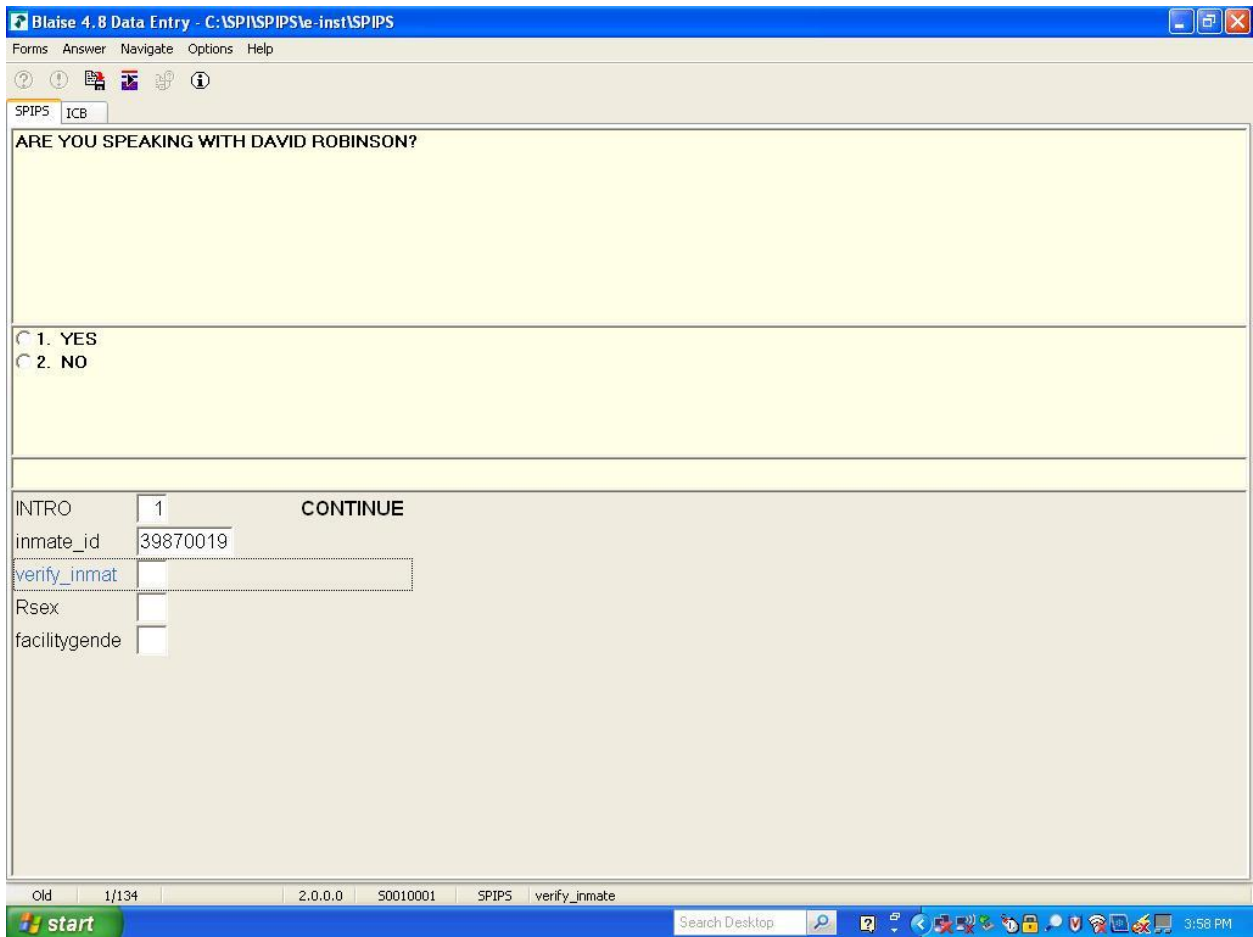 Blaise 4.8 Data Entry - C:\SPI\SPIPS\e-inst\SPIPS
Forms Answer Navigate Options Help
SPIPS ICB
ARE YOU SPEAKING WITH DAVID ROBINSON?
1. YES
2. NO
INTRO 1 CONTINUE
inmate_id 39870019
verify_inmat
Rsex
facilitygende
Old 1/134 2.0.0.0 S0010001 SPIPS verify_inmate
start Search Desktop 3:58 PM